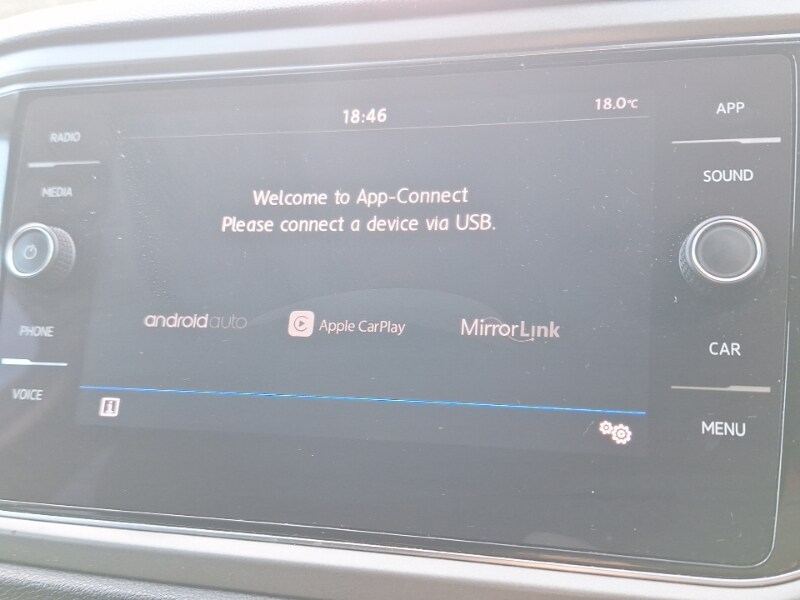 18:46
18.0°C
RADIO
MEDIA
PHONE
VOICE
Welcome to App-Connect
Please connect a device via USB.
androidauto
Apple CarPlay
MirrorLink
i
APP
SOUND
CAR
MENU